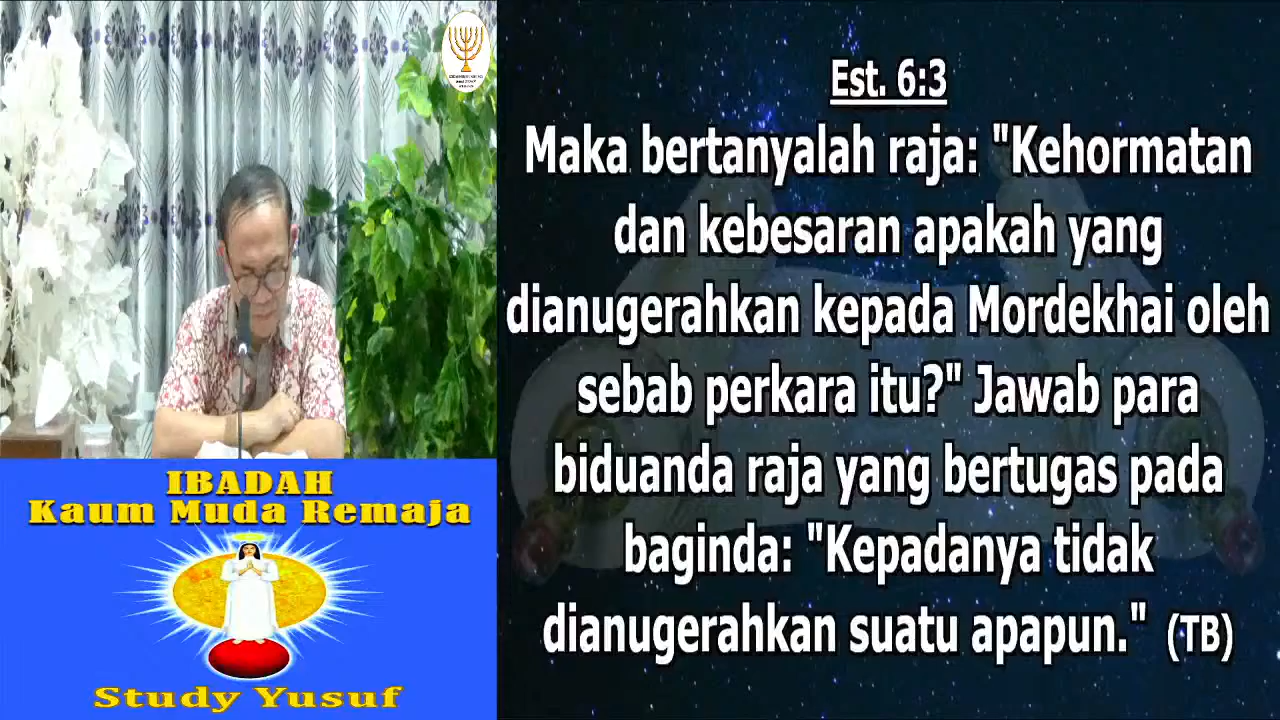 Est. 6:3
Maka bertanyalah raja: "Kehormatan
dan kebesaran apakah yang
dianugerahkan kepada Mordekhai oleh
sebab perkara itu?" Jawab para
biduanda raja yang bertugas pada
baginda: "Kepadanya tidak
dianugerahkan suatu apapun." (TB)
IBADAH
Kaum Muda Remaja
Study Yusuf